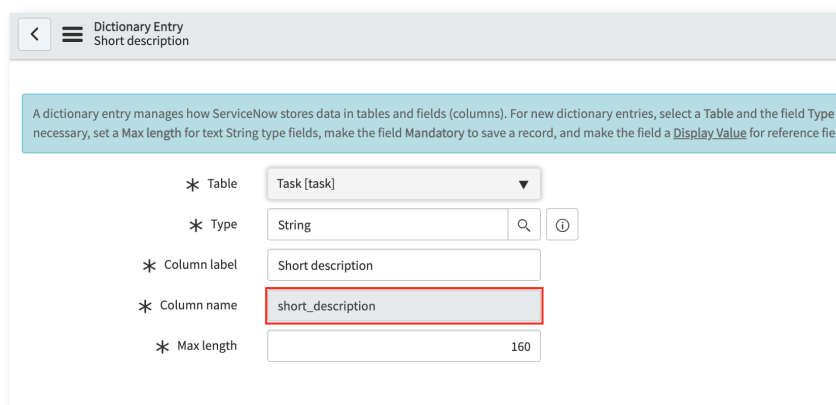 Dictionary Entry
Short description
A dictionary entry manages how ServiceNow stores data in tables and fields (columns). For new dictionary entries, select a Table and the field Type
necessary, set a Max length for text String type fields, make the field Mandatory to save a record, and make the field a Display Value for reference fie
Table Task [task]
Type String
Column label Short description
Column name short_description
Max length 160